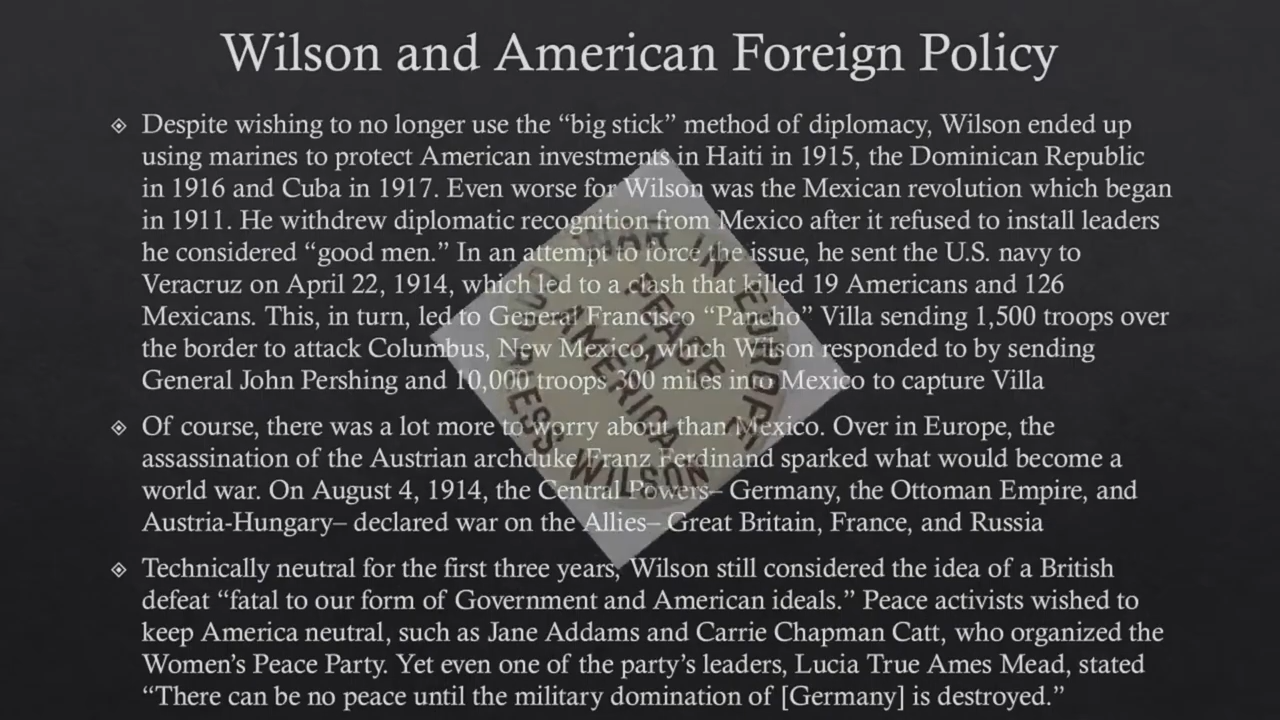 Wilson and American Foreign Policy
Despite wishing to no longer use the “big stick” method of diplomacy, Wilson ended up
using marines to protect American investments in Haiti in 1915, the Dominican Republic
in 1916 and Cuba in 1917. Even worse for Wilson was the Mexican revolution which began
in 1911. He withdrew diplomatic recognition from Mexico after it refused to install leaders
he considered “good men.” In an attempt to force the issue, he sent the U.S. navy to
Veracruz on April 22, 1914, which led to a clash that killed 19 Americans and 126
Mexicans. This, in turn, led to General Francisco “Pancho” Villa sending 1,500 troops over
the border to attack Columbus, New Mexico, which Wilson responded to by sending
General John Pershing and 10,000 troops 300 miles into Mexico to capture Villa
Of course, there was a lot more to worry about than Mexico. Over in Europe, the
assassination of the Austrian archduke Franz Ferdinand sparked what would become a
world war. On August 4, 1914, the Central Powers– Germany, the Ottoman Empire, and
Austria-Hungary– declared war on the Allies– Great Britain, France, and Russia
Technically neutral for the first three years, Wilson still considered the idea of a British
defeat “fatal to our form of Government and American ideals.” Peace activists wished to
keep America neutral, such as Jane Addams and Carrie Chapman Catt, who organized the
Women’s Peace Party. Yet even one of the party’s leaders, Lucia True Ames Mead, stated
“There can be no peace until the military domination of [Germany] is destroyed.”
WAR IN EUROPE
PEACE
IN
AMERICA
GOD BLESS WILSON